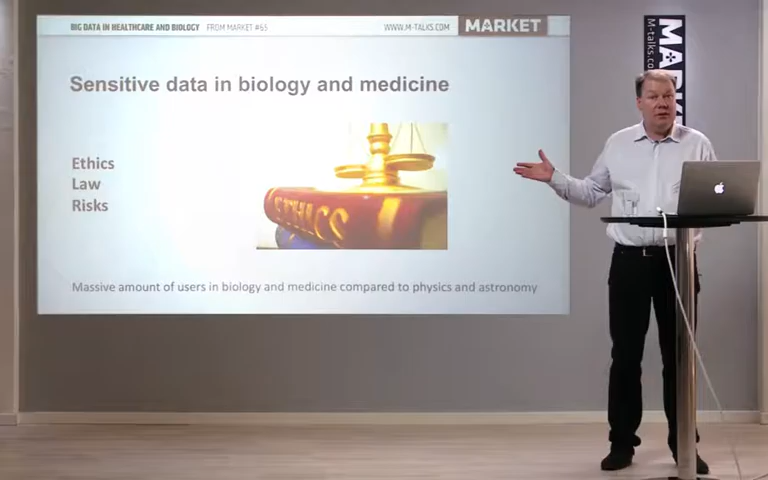 BIG DATA IN HEALTHCARE AND BIOLOGY FROM MARKET #65 WWW.M-TALKS.COM MARKET
Sensitive data in biology and medicine
Ethics
Law
Risks
ETHICS
Massive amount of users in biology and medicine compared to physics and astronomy
M-talks.co
MARK